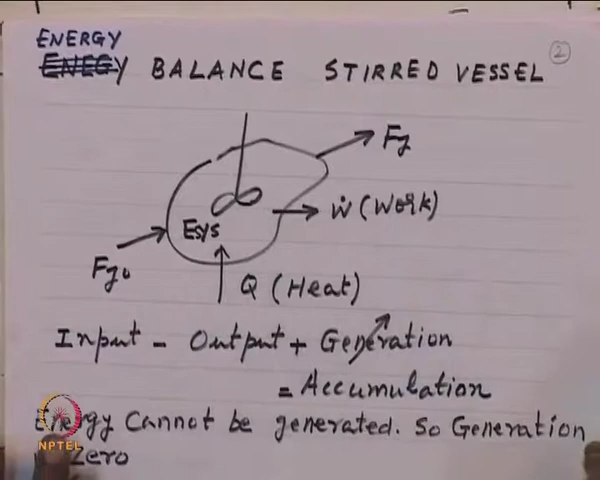 ENERGY
ENEGY BALANCE STIRRED VESSEL
2
Fj
Ẇ (Work)
Esys
Fj₀
Q (Heat)
Input - Output + Generation
= Accumulation
Energy Cannot be generated. So Generation
Zero
NPTEL